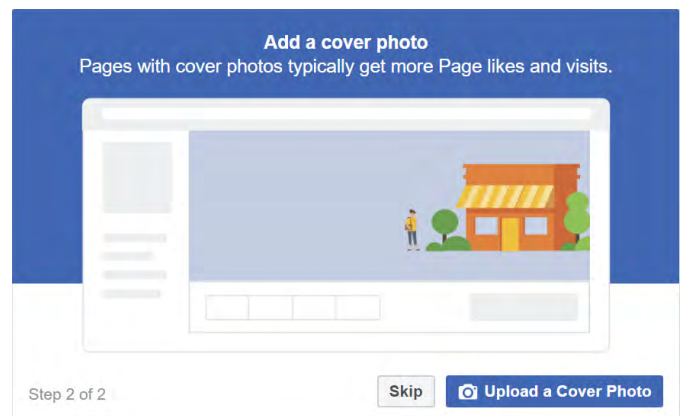 Add a cover photo
Pages with cover photos typically get more Page likes and visits.
Step 2 of 2
Skip
Upload a Cover Photo